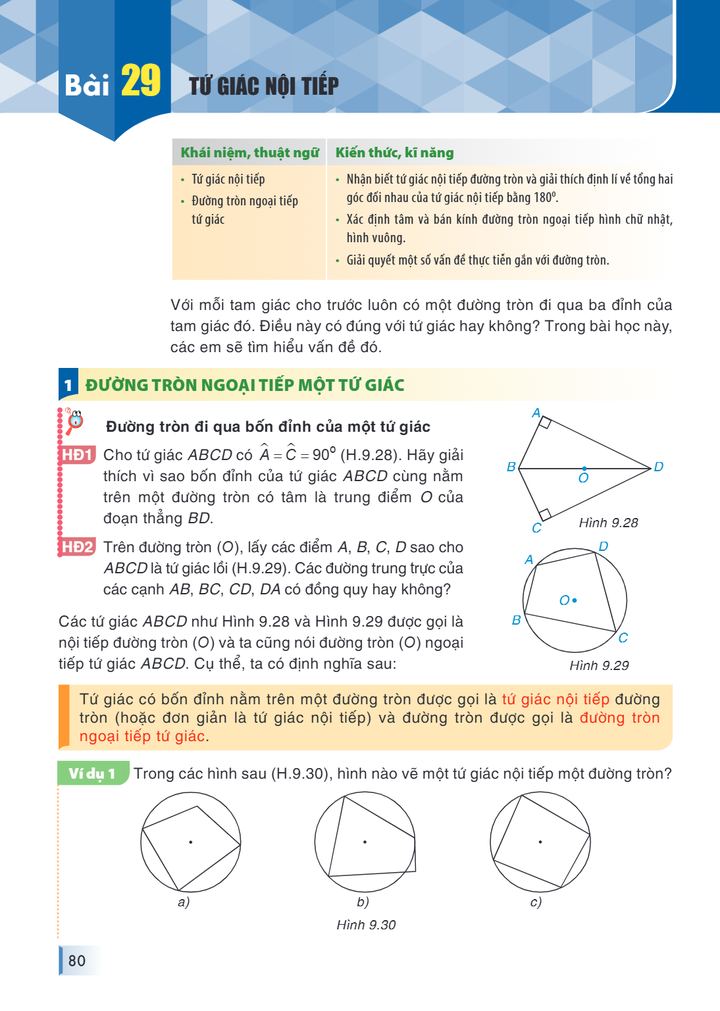 Bài 29 TỨ GIÁC NỘI TIẾP
Khái niệm, thuật ngữ
• Tứ giác nội tiếp
• Đường tròn ngoại tiếp
tứ giác
Kiến thức, kĩ năng
• Nhận biết tứ giác nội tiếp đường tròn và giải thích định lí về tổng hai
góc đối nhau của tứ giác nội tiếp bằng 180⁰.
• Xác định tâm và bán kính đường tròn ngoại tiếp hình chữ nhật,
hình vuông.
• Giải quyết một số vấn đề thực tiễn gắn với đường tròn.
Với mỗi tam giác cho trước luôn có một đường tròn đi qua ba đỉnh của
tam giác đó. Điều này có đúng với tứ giác hay không? Trong bài học này,
các em sẽ tìm hiểu vấn đề đó.
1 ĐƯỜNG TRÒN NGOẠI TIẾP MỘT TỨ GIÁC
Đường tròn đi qua bốn đỉnh của một tứ giác
HĐ1 Cho tứ giác ABCD có Â = Ĉ = 90⁰ (H.9.28). Hãy giải
thích vì sao bốn đỉnh của tứ giác ABCD cùng nằm
trên một đường tròn có tâm là trung điểm O của
đoạn thẳng BD.
A
B
O
D
C
Hình 9.28
HĐ2 Trên đường tròn (O), lấy các điểm A, B, C, D sao cho
ABCD là tứ giác lồi (H.9.29). Các đường trung trực của
các cạnh AB, BC, CD, DA có đồng quy hay không?
Các tứ giác ABCD như Hình 9.28 và Hình 9.29 được gọi là
nội tiếp đường tròn (O) và ta cũng nói đường tròn (O) ngoại
tiếp tứ giác ABCD. Cụ thể, ta có định nghĩa sau:
D
A
O
B
C
Hình 9.29
Tứ giác có bốn đỉnh nằm trên một đường tròn được gọi là tứ giác nội tiếp đường
tròn (hoặc đơn giản là tứ giác nội tiếp) và đường tròn được gọi là đường tròn
ngoại tiếp tứ giác.
Ví dụ 1 Trong các hình sau (H.9.30), hình nào vẽ một tứ giác nội tiếp một đường tròn?
a) b) c)
Hình 9.30
80